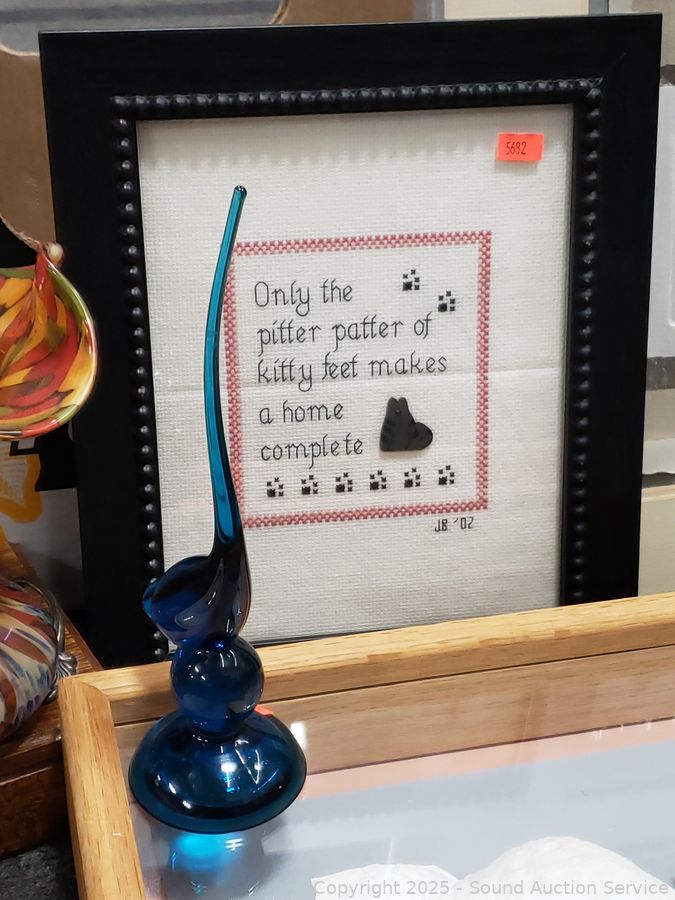 5682
Only the
pitter patter of
kitty feet makes
a home
complete
JB '02
Copyright 2025 - Sound Auction Service